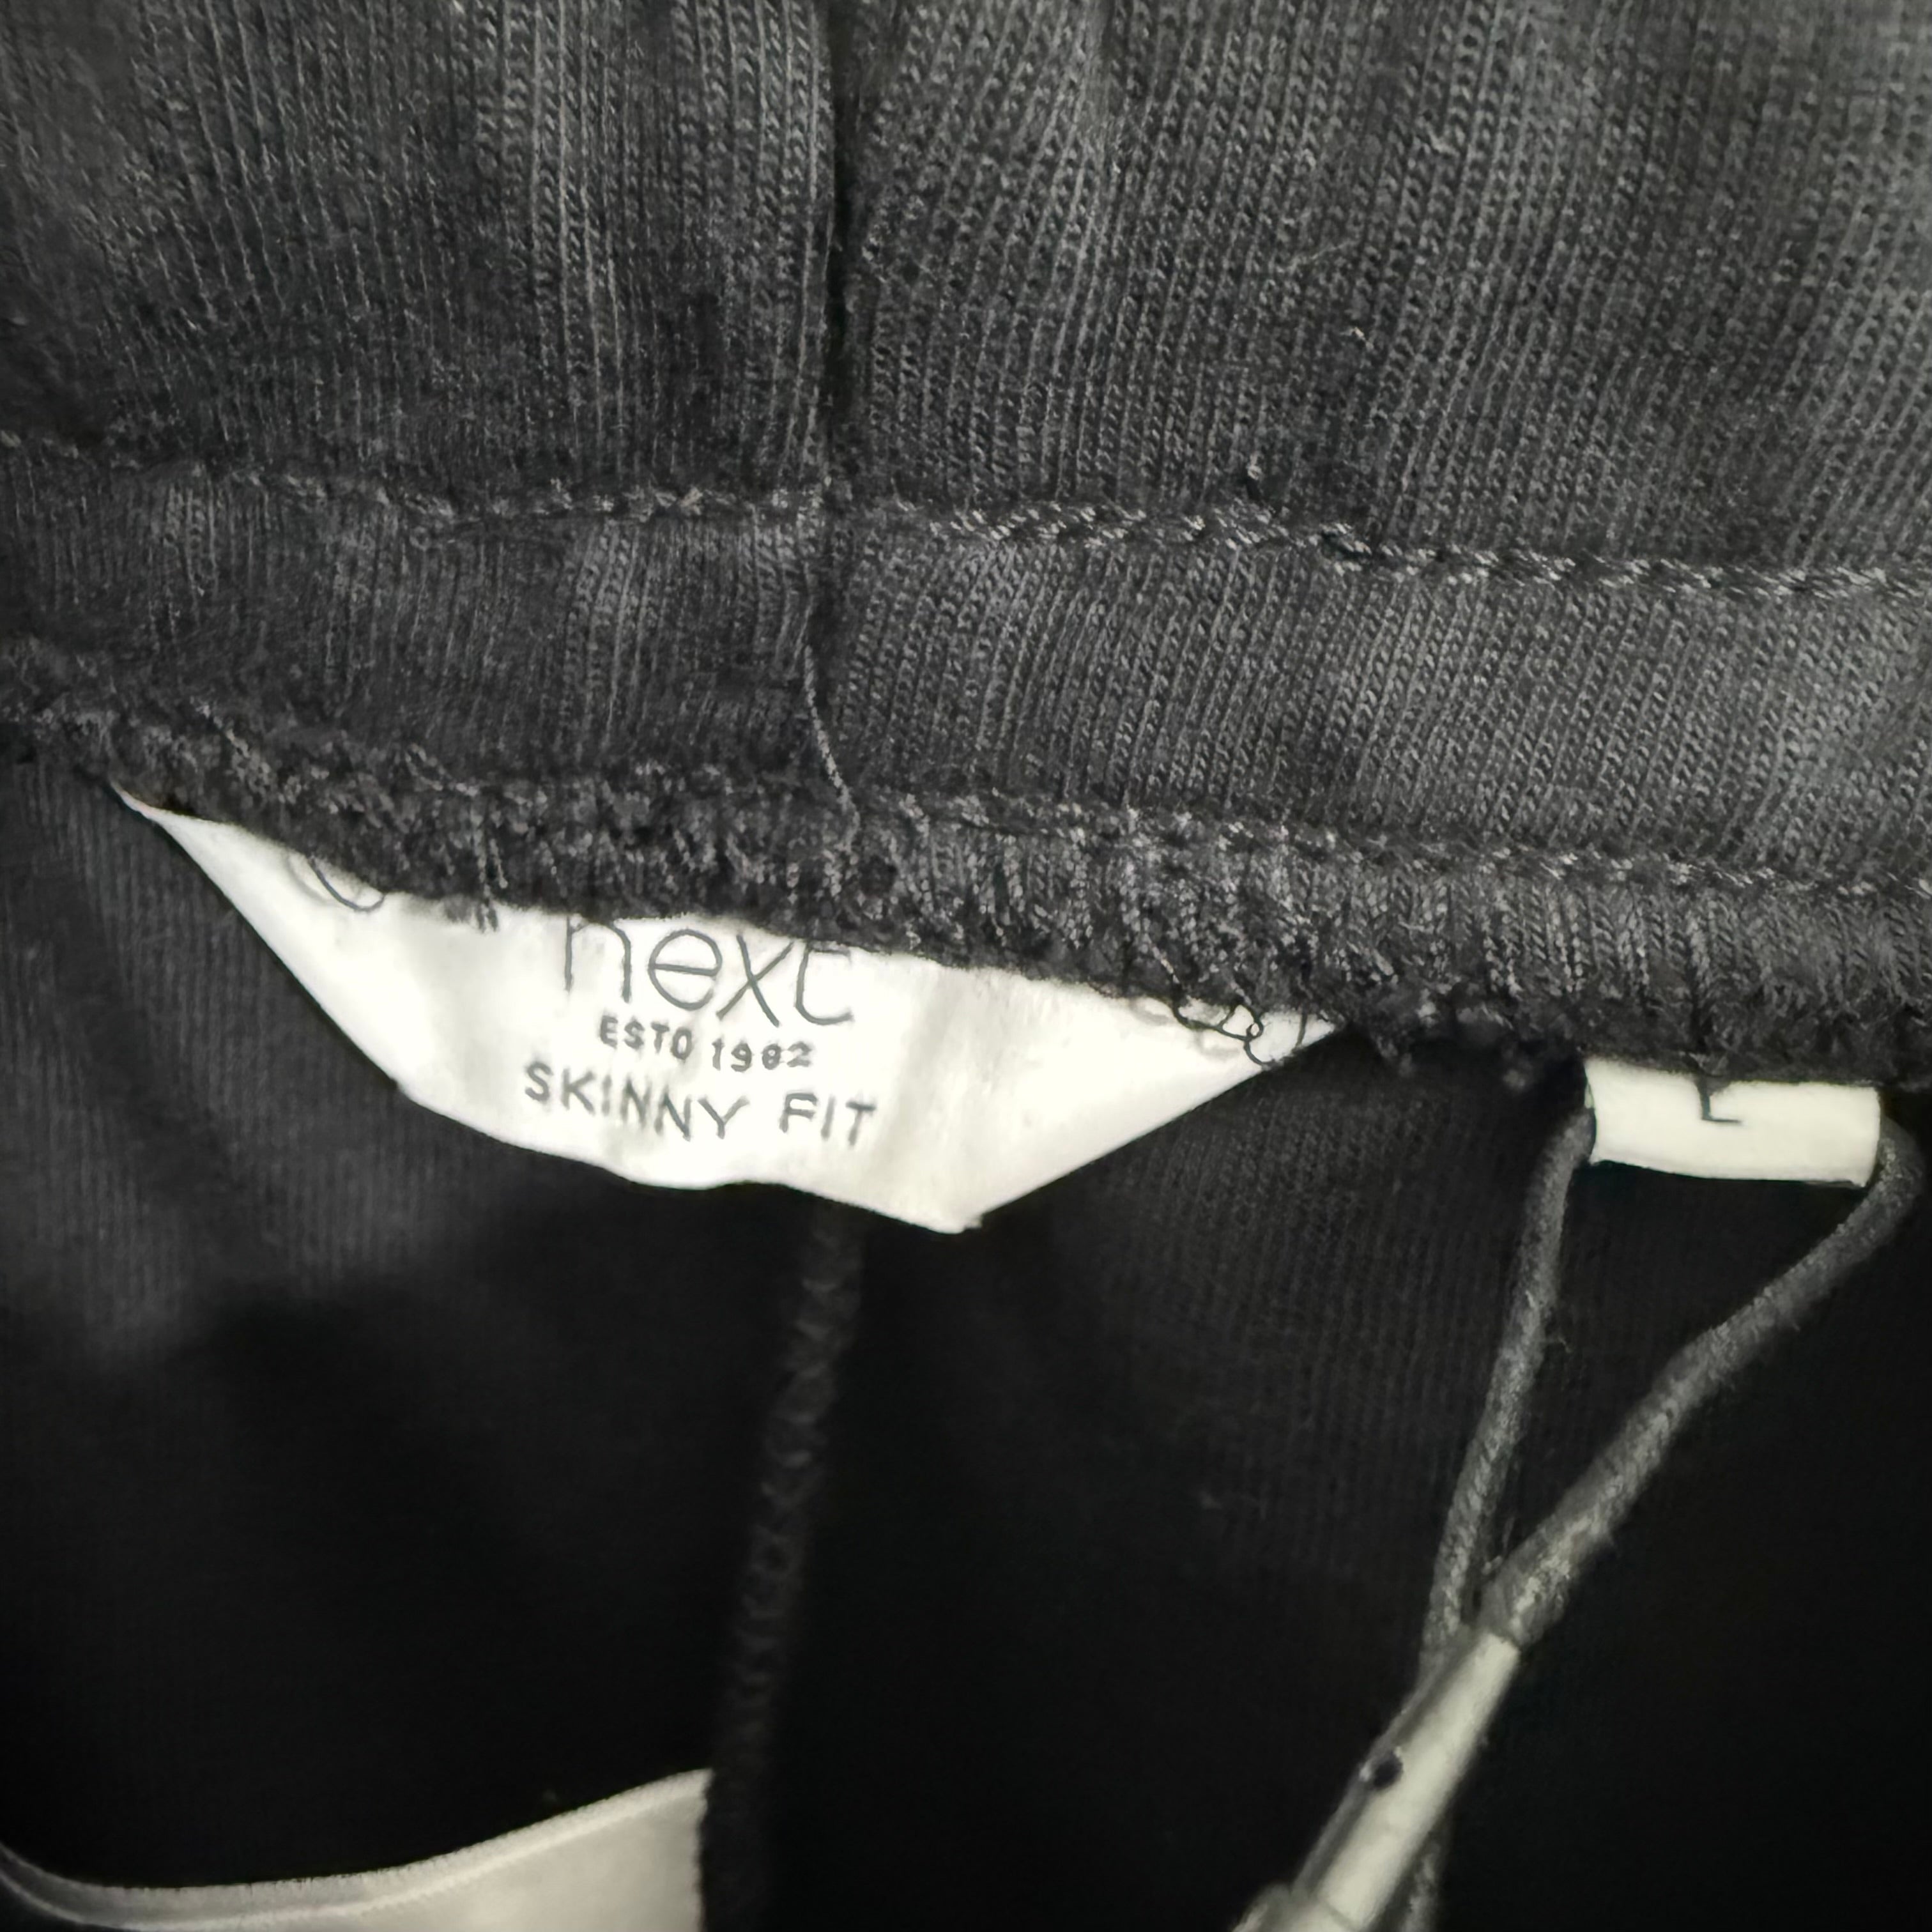 next
ESTD 1982
SKINNY FIT
L